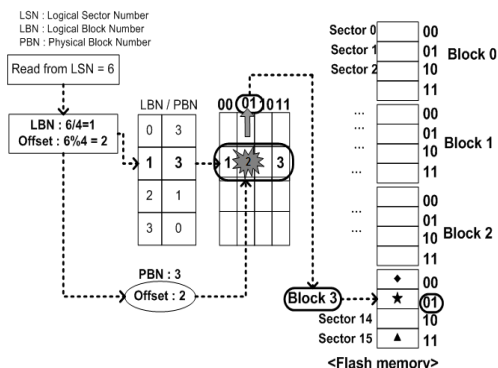 LSN : Logical Sector Number
LBN : Logical Block Number
PBN : Physical Block Number
Read from LSN = 6
LBN : 6/4=1
Offset : 6%4 = 2
LBN / PBN
0 3
1 3
2 1
3 0
00 01 1011
1 2 3
PBN : 3
Offset : 2
Sector 0 00
Sector 1 01
Block 0
Sector 2 10
11
... 00
... 01
Block 1
... 10
11
... 00
... 01
Block 2
... 10
11
00
Block 3 01
Sector 14 10
Sector 15 11
<Flash memory>